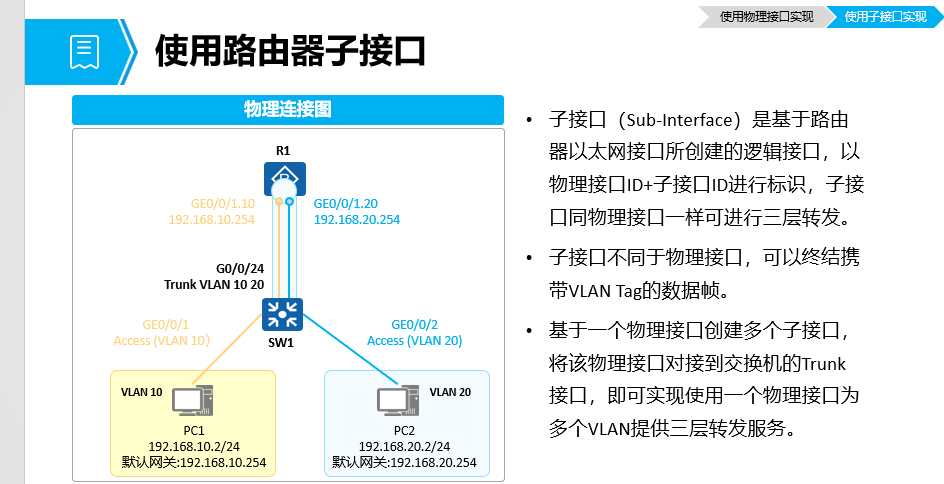 使用物理接口实现
使用子接口实现
使用路由器子接口
物理连接图
R1
GE0/0/1.10
192.168.10.254
GE0/0/1.20
192.168.20.254
G0/0/24
Trunk VLAN 10 20
GE0/0/1
Access (VLAN 10）
SW1
GE0/0/2
Access (VLAN 20)
VLAN 10
PC1
192.168.10.2/24
默认网关:192.168.10.254
VLAN 20
PC2
192.168.20.2/24
默认网关:192.168.20.254
• 子接口（Sub-Interface）是基于路由
器以太网接口所创建的逻辑接口，以
物理接口ID+子接口ID进行标识，子接
口同物理接口一样可进行三层转发。
• 子接口不同于物理接口，可以终结携
带VLAN Tag的数据帧。
• 基于一个物理接口创建多个子接口，
将该物理接口对接到交换机的Trunk
接口，即可实现使用一个物理接口为
多个VLAN提供三层转发服务。